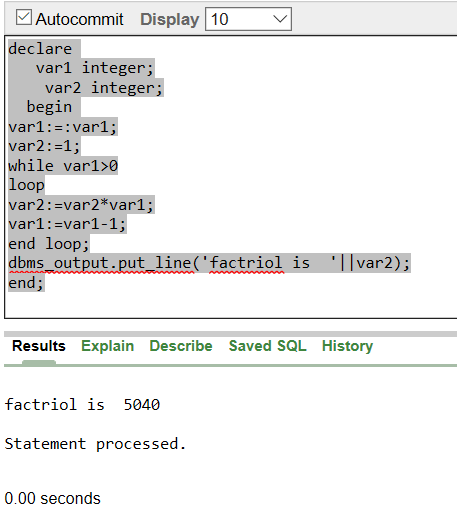 Autocommit Display 10
declare
var1 integer;
var2 integer;
begin
var1:=:var1;
var2:=1;
while var1>0
loop
var2:=var2*var1;
var1:=var1-1;
end loop;
dbms_output.put_line('factriol is  '||var2);
end;
Results Explain Describe Saved SQL History
factriol is  5040
Statement processed.
0.00 seconds